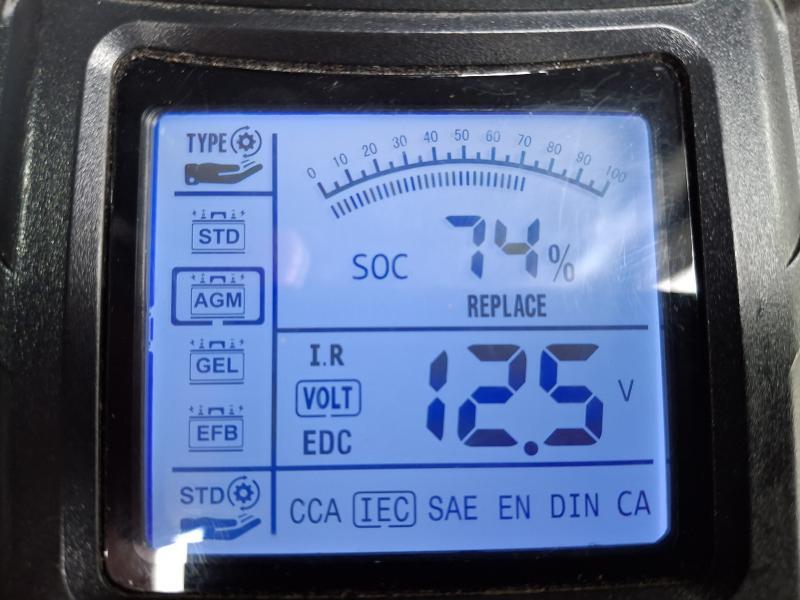 TYPE
0 10 20 30 40 50 60 70 80 90 100
STD
SOC 74%
AGM
REPLACE
I.R
GEL
VOLT 12.5 V
EFB
EDC
STD
CCA IEC SAE EN DIN CA